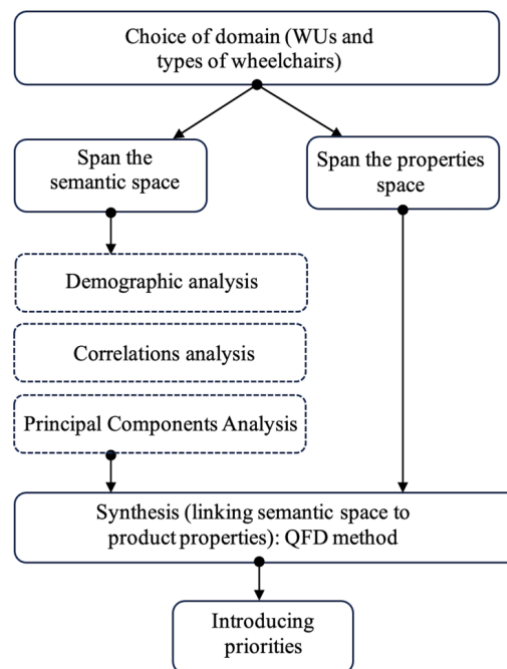 Choice of domain (WUs and
types of wheelchairs)
Span the
semantic space
Span the properties
space
Demographic analysis
Correlations analysis
Principal Components Analysis
Synthesis (linking semantic space to
product properties): QFD method
Introducing
priorities